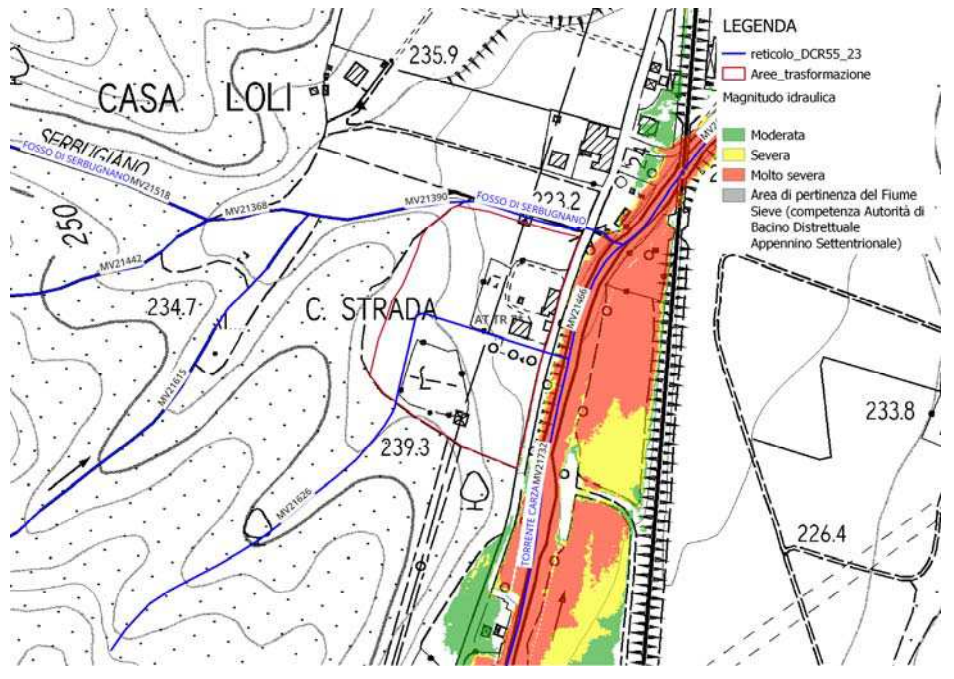 LEGENDA
reticolo_DCR55_23
Aree_trasformazione
Magnitudo idraulica
Moderata
Severa
Molto severa
Area di pertinenza del Fiume
Sieve (competenza Autorità di
Bacino Distrettuale
Appennino Settentrionale)
235.9
CASA LOLI
SERBUGIANO
FOSSO DI SERBUGNANO MV21518
MV21368
MV21390
FOSSO DI SERBUGNANO
223.2
250
MV21442
234.7
C. STRADA
AT_TR
MV21466
MV21615
239.3
233.8
MV21626
TORRENTE CARZA MV21732
226.4